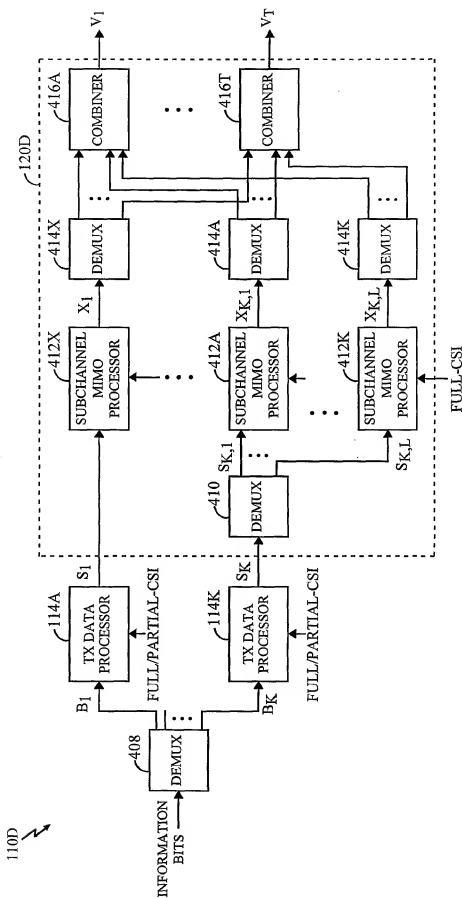 110D
120D
INFORMATION
BITS
408
DEMUX
B1
BK
114A
TX DATA
PROCESSOR
FULL/PARTIAL-CSI
114K
TX DATA
PROCESSOR
FULL/PARTIAL-CSI
S1
SK
410
DEMUX
SK,1
SK,L
412X
SUBCHANNEL
MIMO
PROCESSOR
412A
SUBCHANNEL
MIMO
PROCESSOR
412K
SUBCHANNEL
MIMO
PROCESSOR
FULL-CSI
X1
XK,1
XK,L
414X
DEMUX
414A
DEMUX
414K
DEMUX
416A
COMBINER
416T
COMBINER
V1
VT